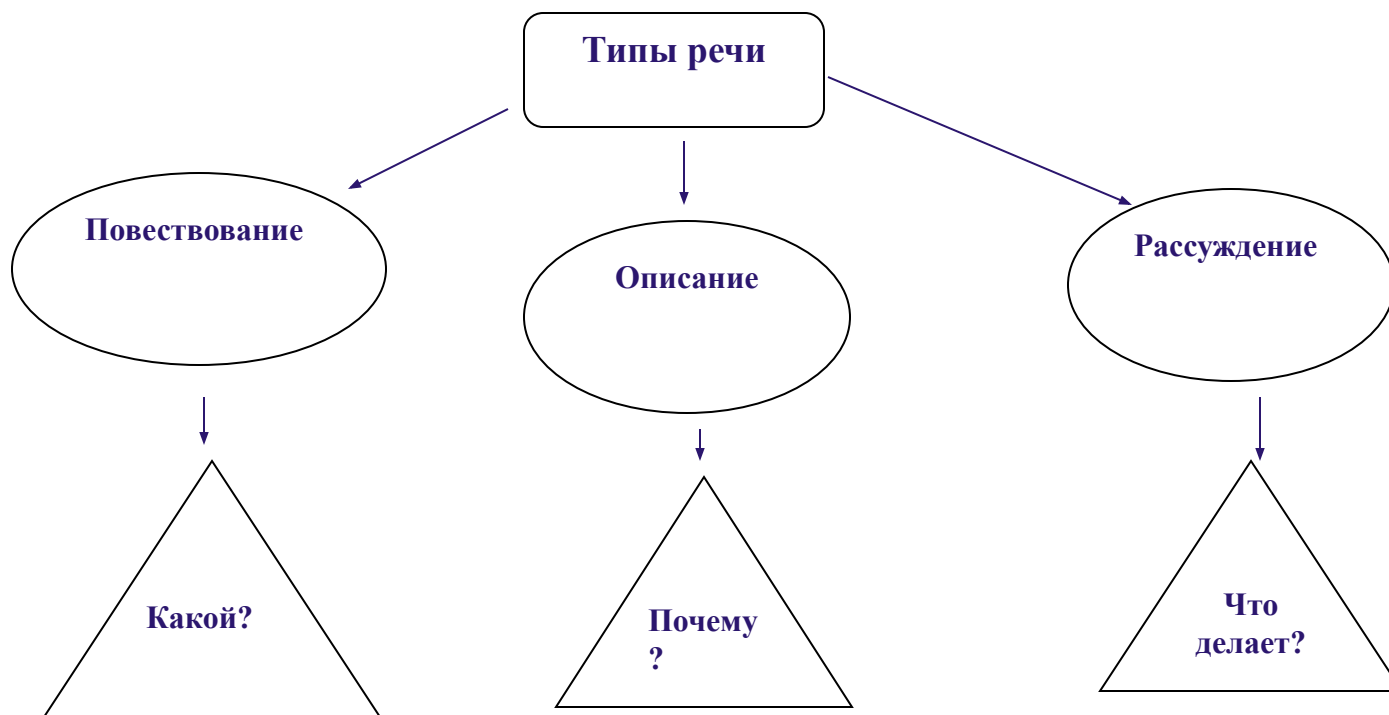 Типы речи
Повествование
Описание
Рассуждение
Какой?
Почему
?
Что
делает?